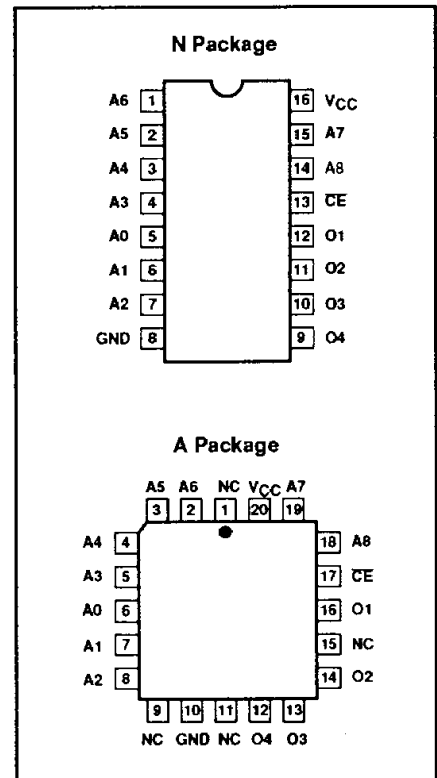 N Package
A6 1 16 VCC
A5 2 15 A7
A4 3 14 A8
A3 4 13 C̅E̅
A0 5 12 O1
A1 6 11 O2
A2 7 10 O3
GND 8 9 O4
A Package
A5 A6 NC VCC A7
3 2 1 20 19
A4 4 18 A8
A3 5 17 C̅E̅
A0 6 16 O1
A1 7 15 NC
A2 8 14 O2
9 10 11 12 13
NC GND NC O4 O3